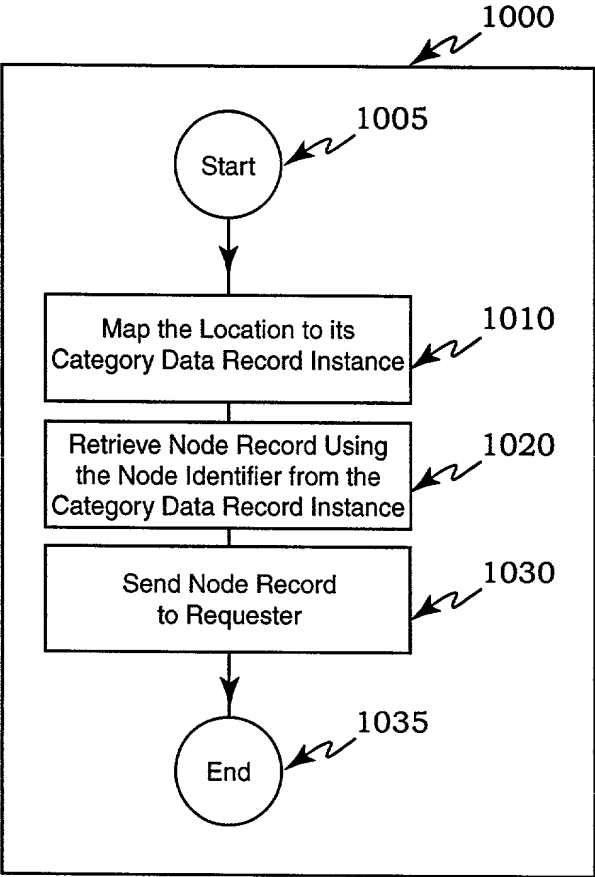 1000
1005
Start
Map the Location to its
Category Data Record Instance
1010
Retrieve Node Record Using
the Node Identifier from the
Category Data Record Instance
1020
Send Node Record
to Requester
1030
1035
End